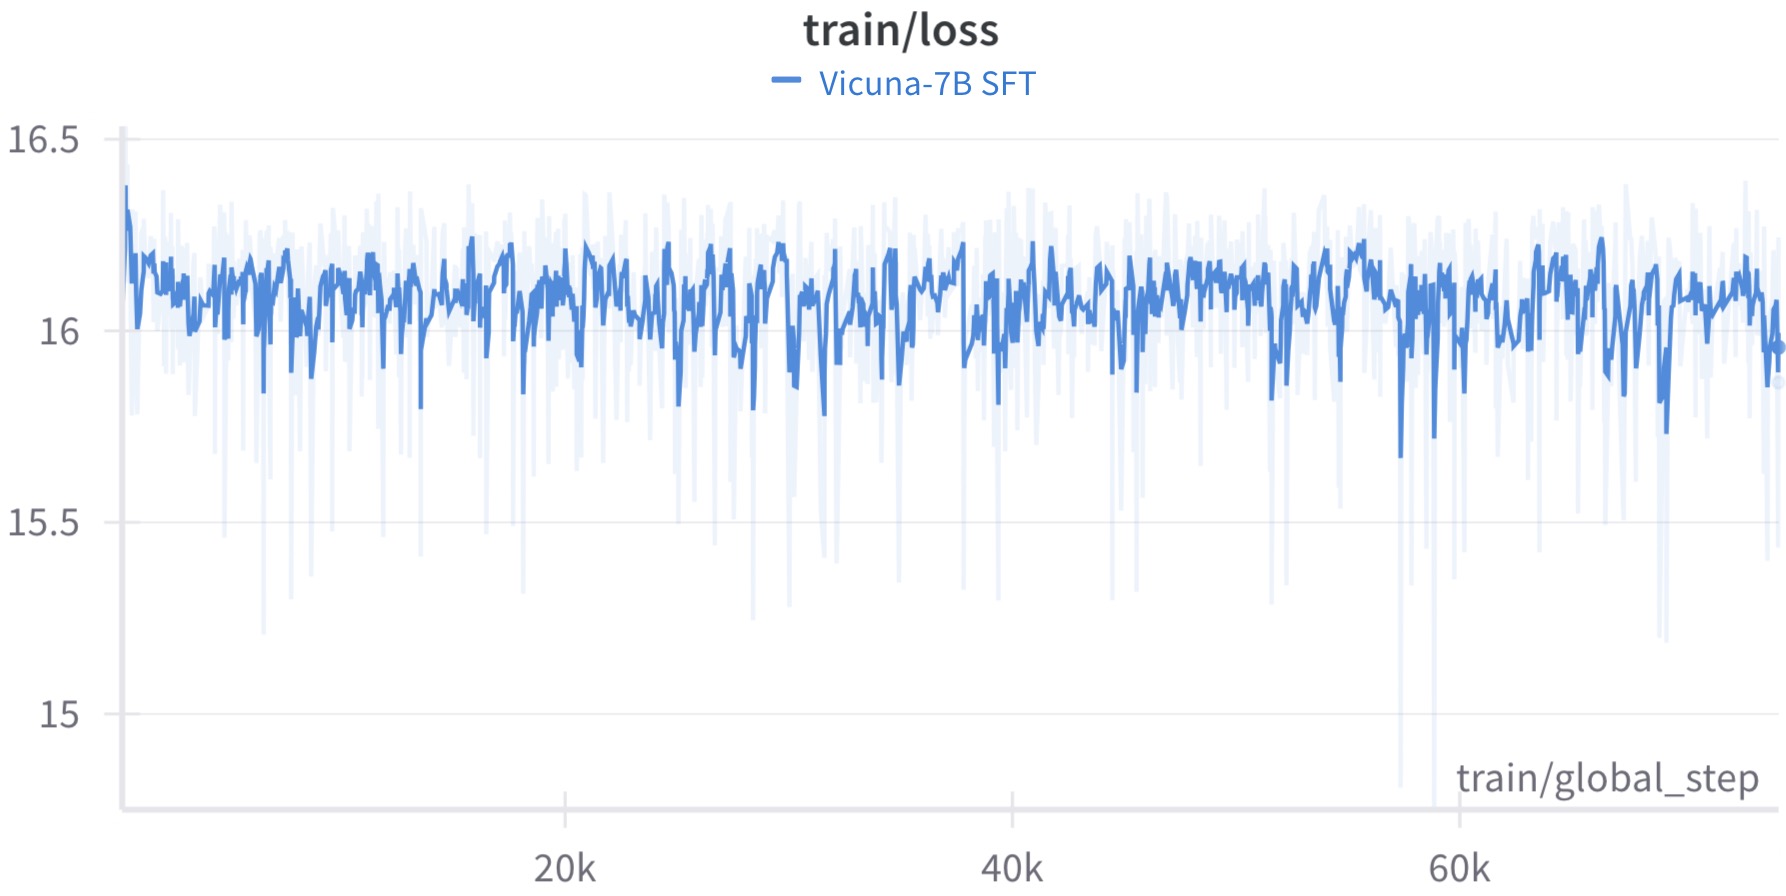 train/loss
Vicuna-7B SFT
16.5
16
15.5
15
train/global_step
20k 40k 60k